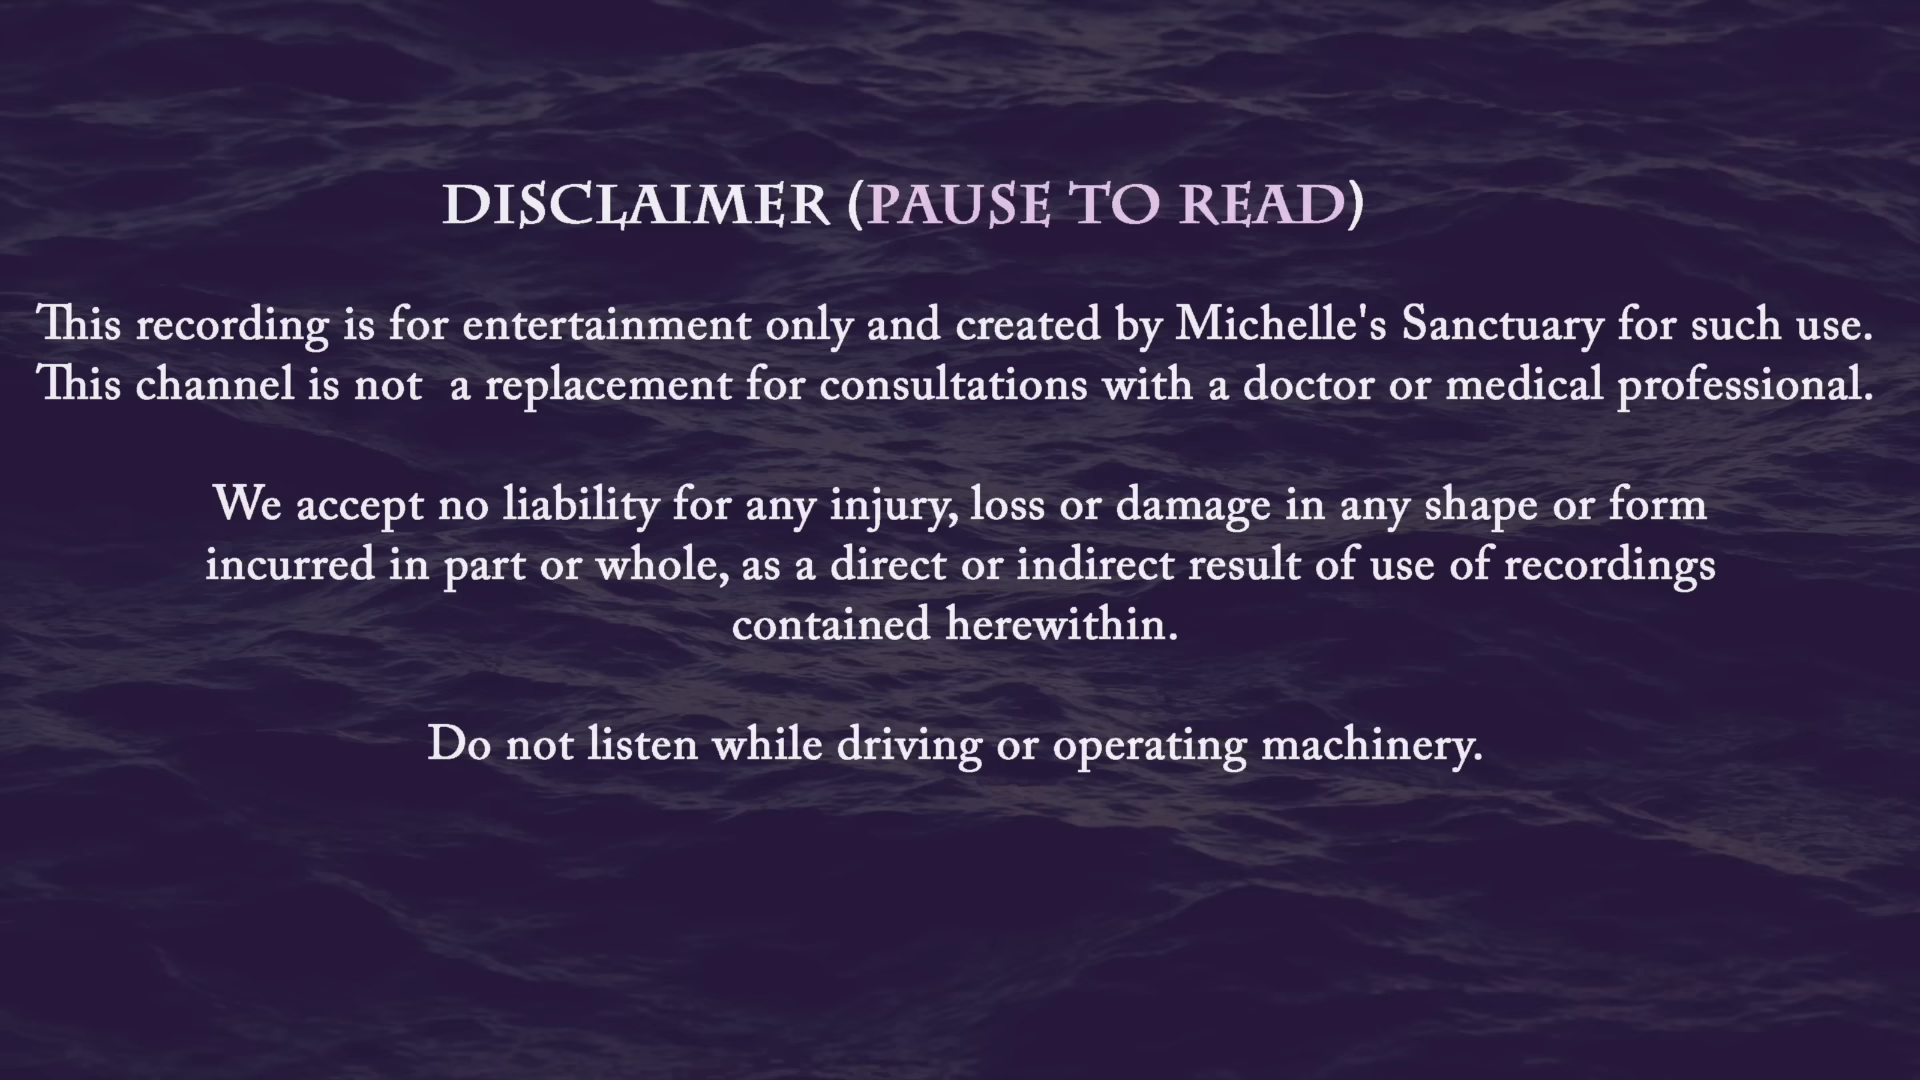 DISCLAIMER (PAUSE TO READ)
This recording is for entertainment only and created by Michelle's Sanctuary for such use.
This channel is not  a replacement for consultations with a doctor or medical professional.
We accept no liability for any injury, loss or damage in any shape or form
incurred in part or whole, as a direct or indirect result of use of recordings
contained herewithin.
Do not listen while driving or operating machinery.